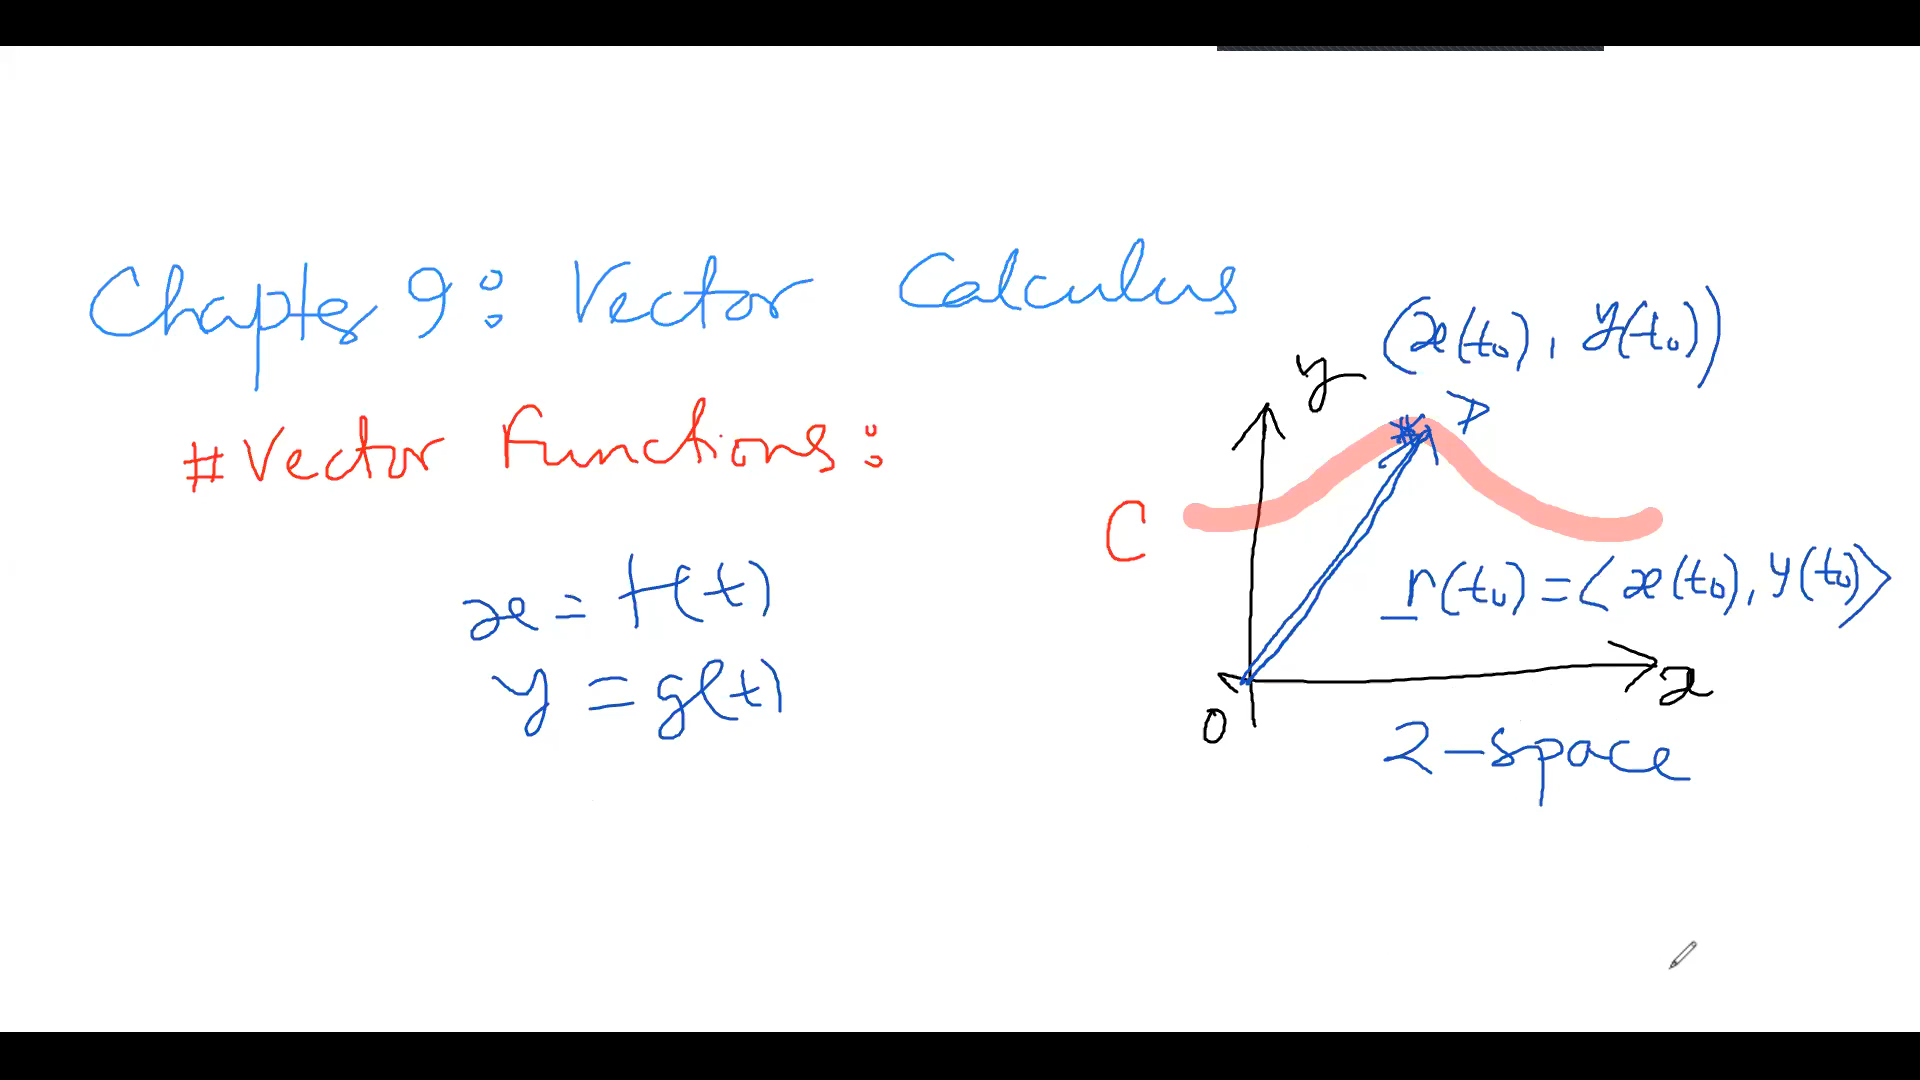 Chapter 9: Vector Calculus
# Vector Functions:
x = f(t)
y = g(t)
(x(t₀), y(t₀))
y
P
C
r(t₀) = ⟨x(t₀), y(t₀)⟩
x
0
2-space